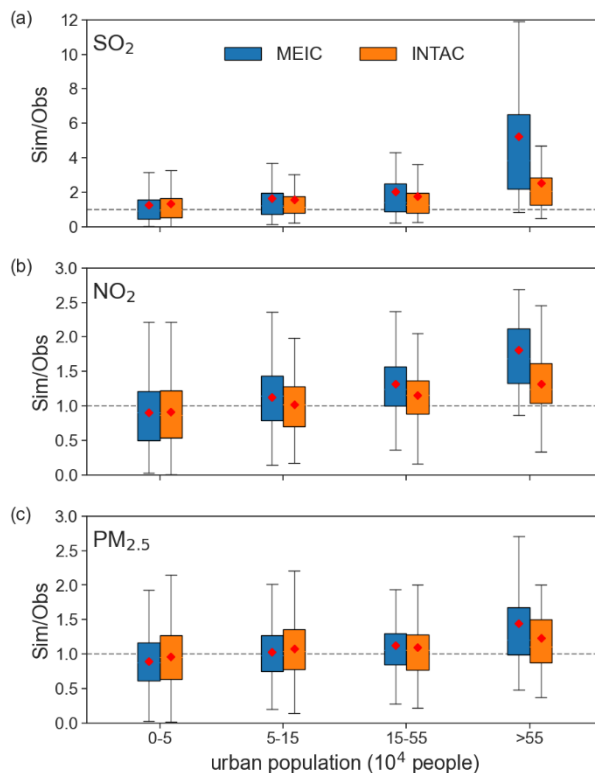 (a)
SO₂
MEIC INTAC
Sim/Obs
12
10
8
6
4
2
0
(b)
NO₂
Sim/Obs
3.0
2.5
2.0
1.5
1.0
0.5
0.0
(c)
PM₂.₅
Sim/Obs
3.0
2.5
2.0
1.5
1.0
0.5
0.0
0-5 5-15 15-55 >55
urban population (10⁴ people)